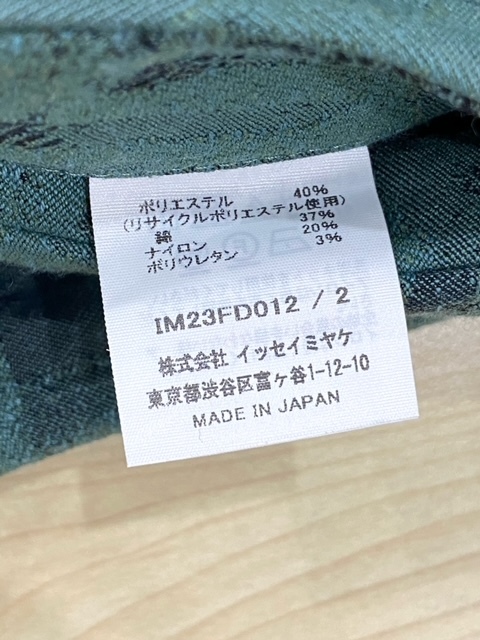 ポリエステル 40%
(リサイクルポリエステル使用)
綿 37%
ナイロン 20%
ポリウレタン 3%
IM23FD012 / 2
株式会社 イッセイミヤケ
東京都渋谷区富ヶ谷1-12-10
MADE IN JAPAN